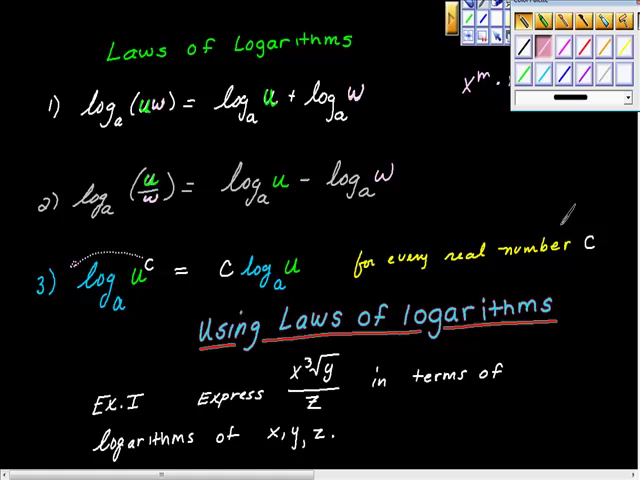 Laws of Logarithms
x^m ·
1) log_a (uw) = log_a u + log_a w
2) log_a (u/w) = log_a u - log_a w
3) log_a u^c = c log_a u for every real number c
Using Laws of logarithms
Ex.I Express x³√y / z in terms of
logarithms of x, y, z.